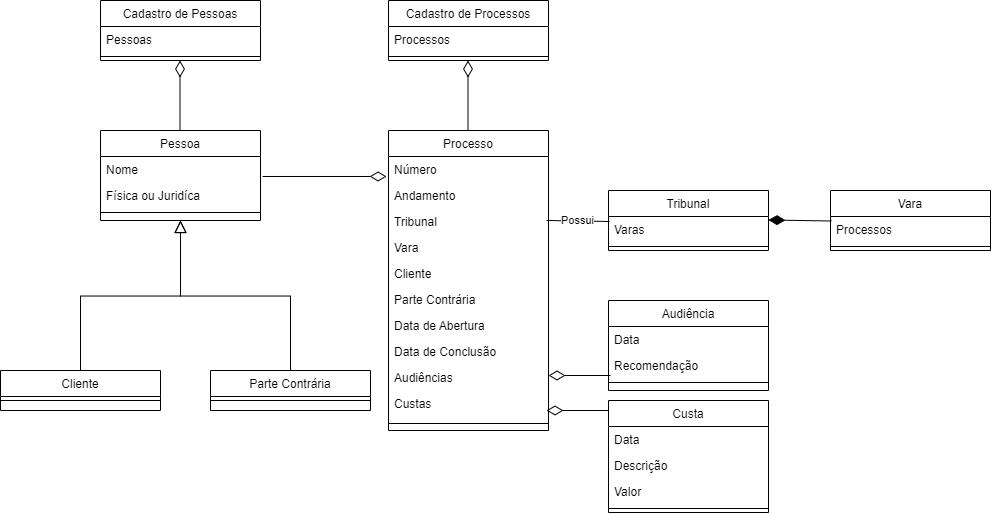 Cadastro de Pessoas
Pessoas
Cadastro de Processos
Processos
Pessoa
Nome
Física ou Juridíca
Processo
Número
Andamento
Tribunal
Vara
Cliente
Parte Contrária
Data de Abertura
Data de Conclusão
Audiências
Custas
Possui
Tribunal
Varas
Vara
Processos
Audiência
Data
Recomendação
Cliente
Parte Contrária
Custa
Data
Descrição
Valor